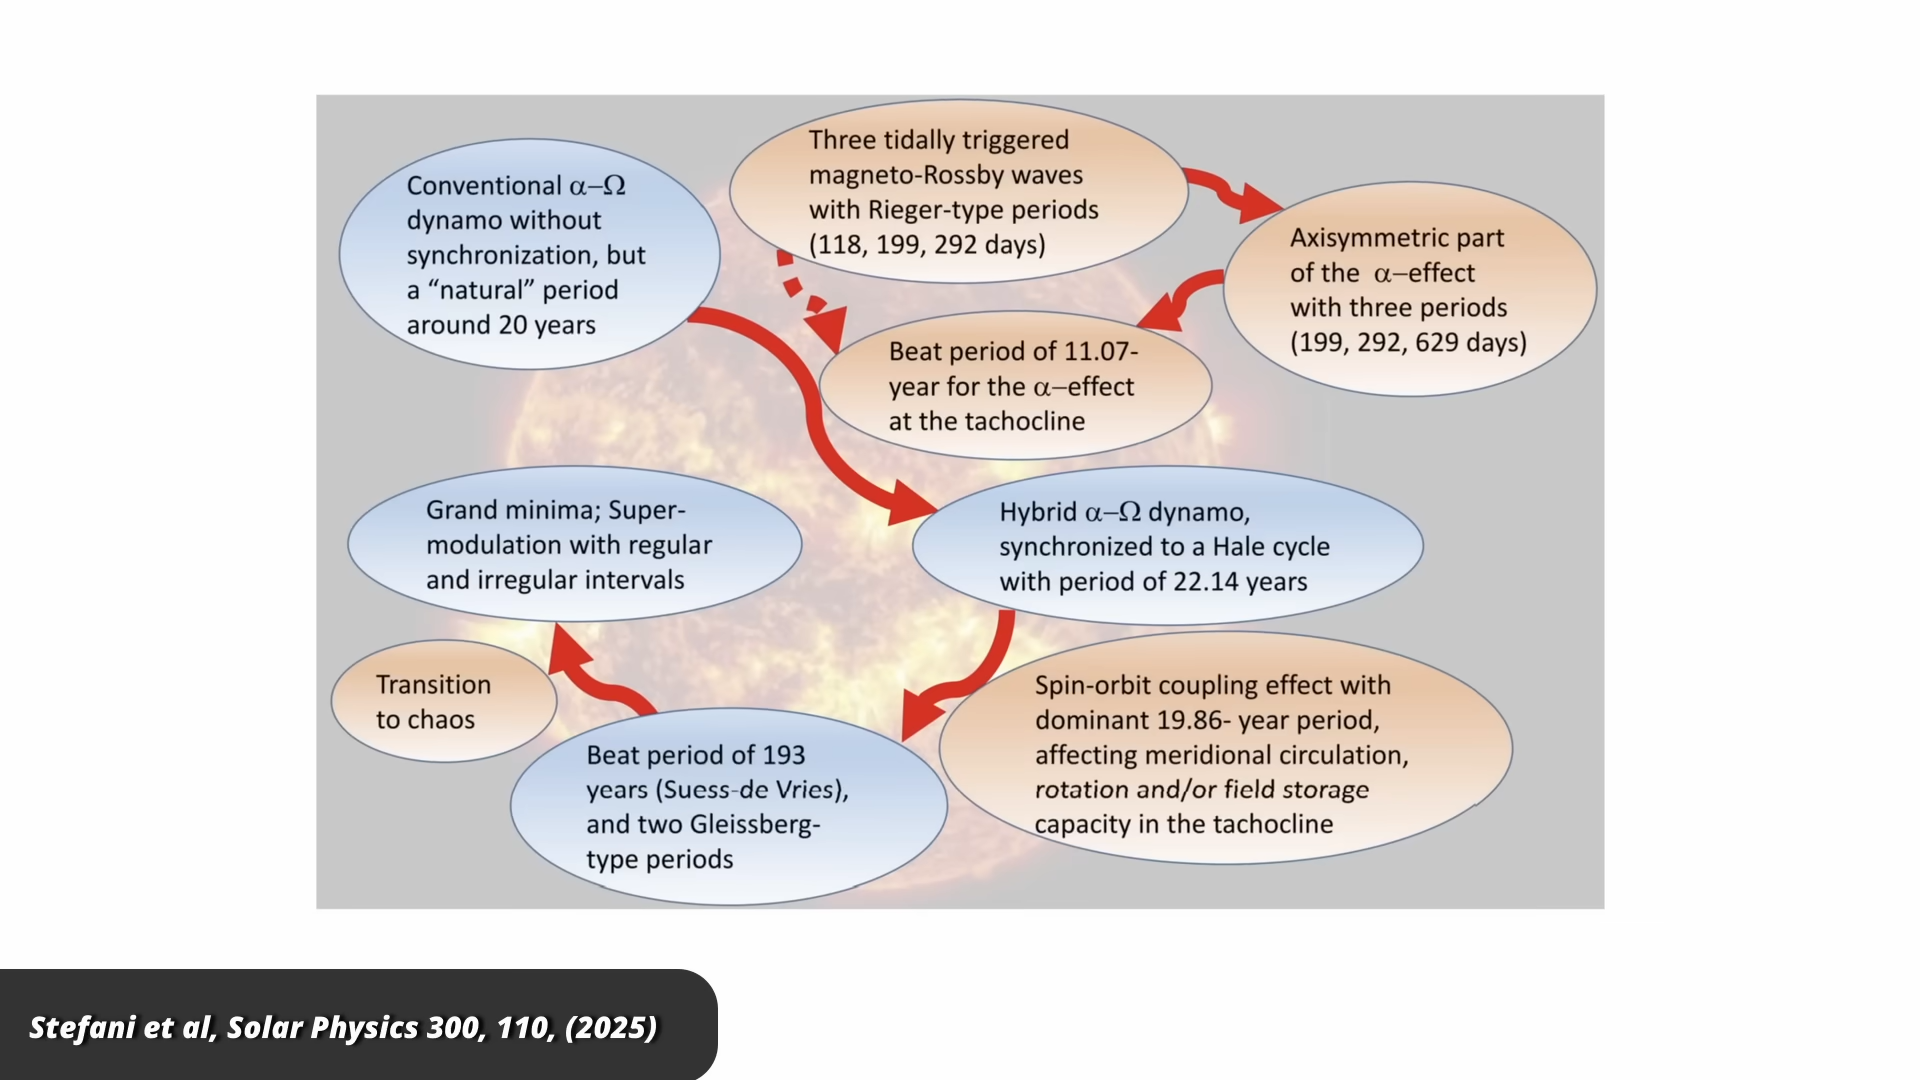 Conventional α–Ω
dynamo without
synchronization, but
a “natural” period
around 20 years
Three tidally triggered
magneto-Rossby waves
with Rieger-type periods
(118, 199, 292 days)
Axisymmetric part
of the α–effect
with three periods
(199, 292, 629 days)
Beat period of 11.07-
year for the α–effect
at the tachocline
Hybrid α–Ω dynamo,
synchronized to a Hale cycle
with period of 22.14 years
Grand minima; Super-
modulation with regular
and irregular intervals
Transition
to chaos
Beat period of 193
years (Suess-de Vries),
and two Gleissberg-
type periods
Spin-orbit coupling effect with
dominant 19.86- year period,
affecting meridional circulation,
rotation and/or field storage
capacity in the tachocline
Stefani et al, Solar Physics 300, 110, (2025)